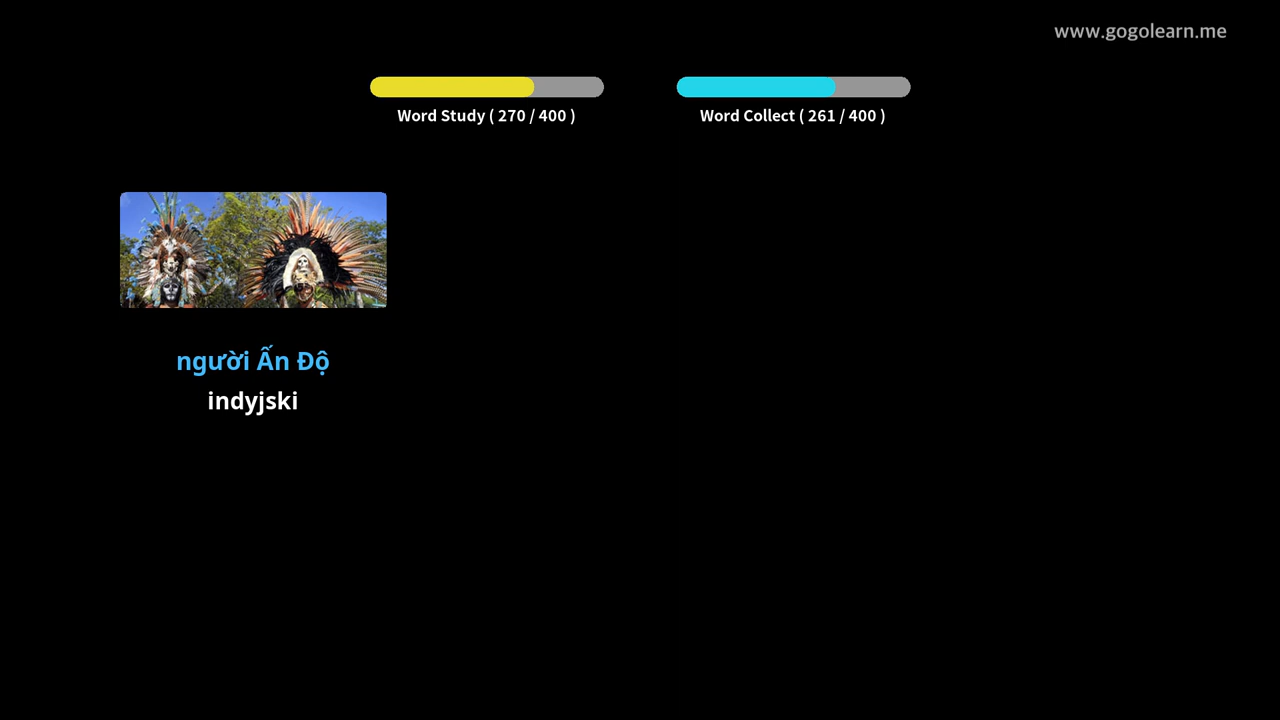 www.gogolearn.me
Word Study ( 270 / 400 )
Word Collect ( 261 / 400 )
người Ấn Độ
indyjski